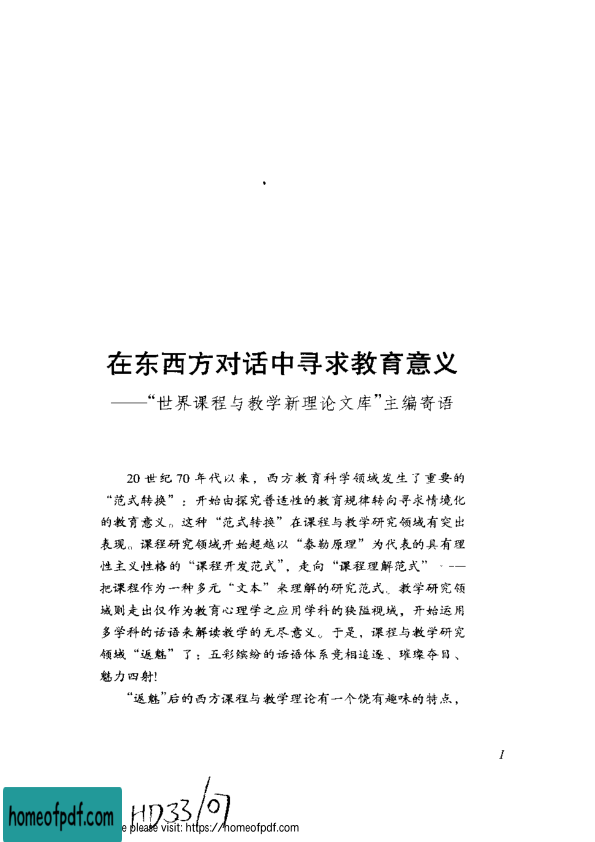 在东西方对话中寻求教育意义
——“世界课程与教学新理论文库”主编寄语
20 世纪 70 年代以来，西方教育科学领域发生了重要的
“范式转换”：开始由探究普适性的教育规律转向寻求情境化
的教育意义。这种“范式转换”在课程与教学研究领域有突出
表现。课程研究领域开始超越以“泰勒原理”为代表的具有理
性主义性格的“课程开发范式”，走向“课程理解范式”——
把课程作为一种多元“文本”来理解的研究范式。教学研究领
域则走出仅作为教育心理学之应用学科的狭隘视域，开始运用
多学科的话语来解读教学的无尽意义。于是，课程与教学研究
领域“返魅”了：五彩缤纷的话语体系竞相追逐、璀璨夺目、
魅力四射！
“返魅”后的西方课程与教学理论有一个饶有趣味的特点，
I
HD33/07
homeofpdf.com
e please visit: https://homeofpdf.com